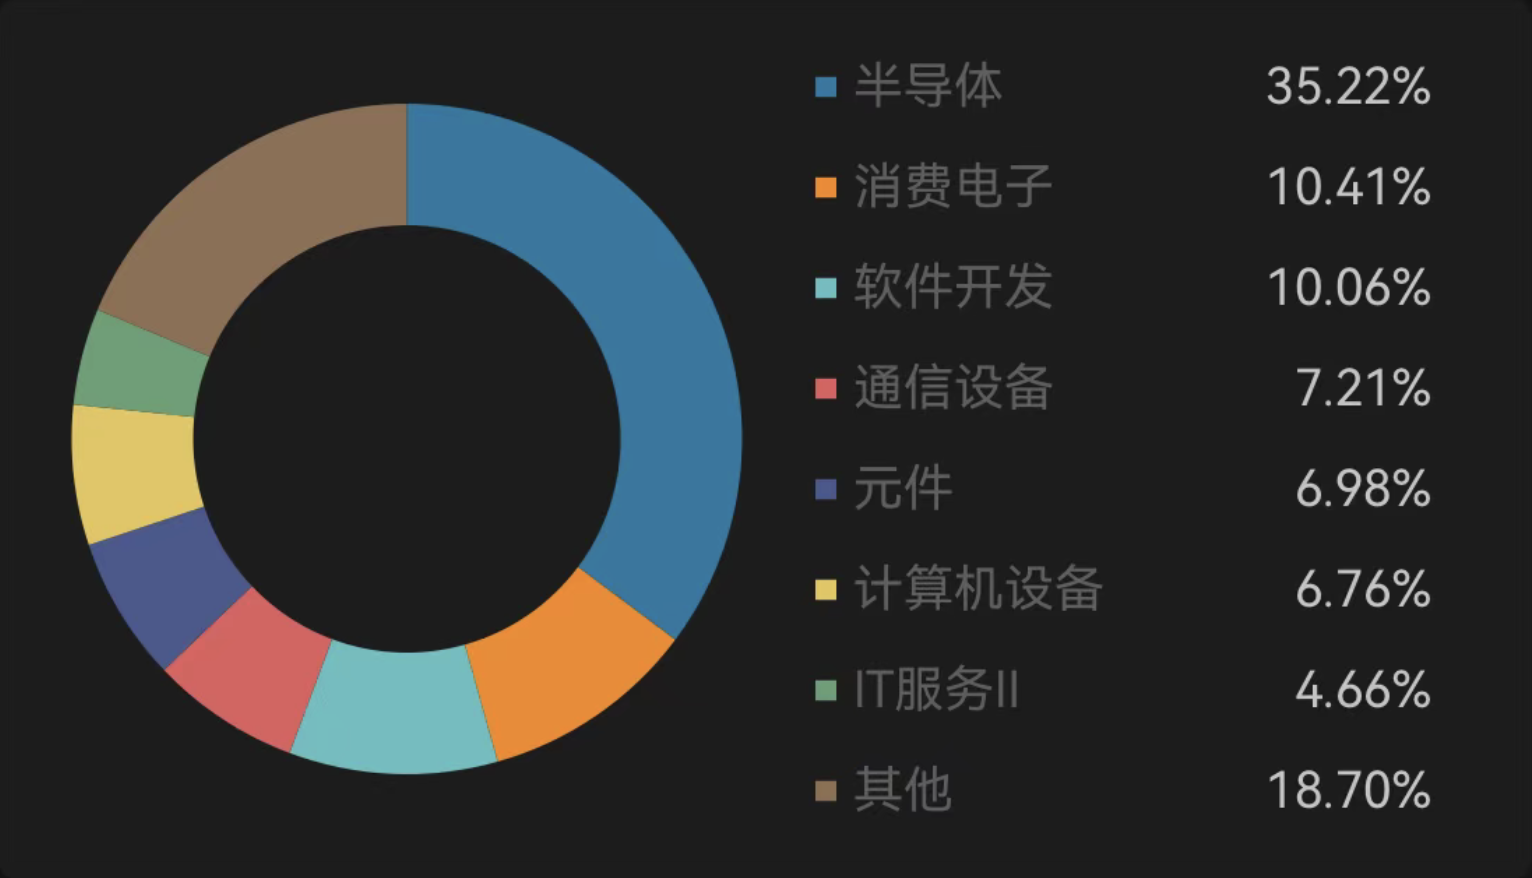 半导体 35.22%
消费电子 10.41%
软件开发 10.06%
通信设备 7.21%
元件 6.98%
计算机设备 6.76%
IT服务II 4.66%
其他 18.70%